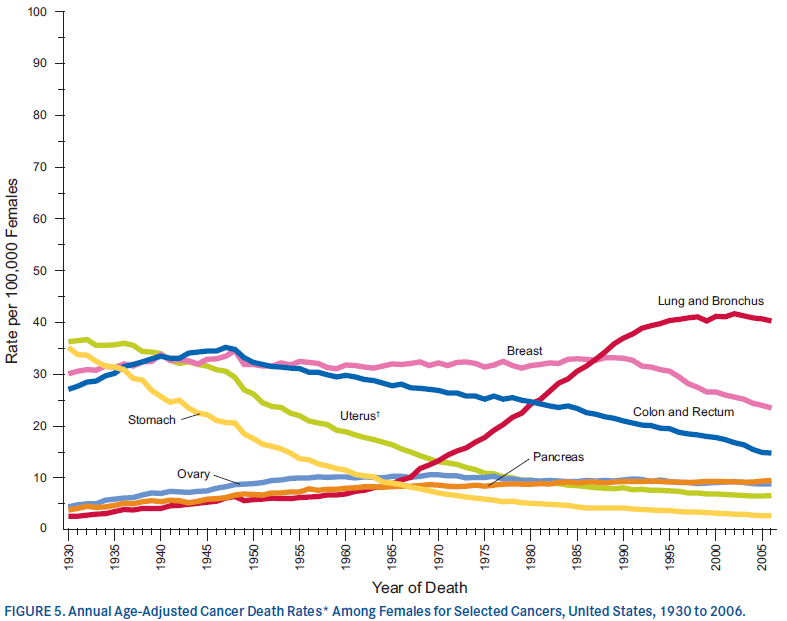 100
90
80
70
60
50
40
30
20
10
0
Rate per 100,000 Females
Lung and Bronchus
Breast
Colon and Rectum
Stomach
Uterus†
Ovary
Pancreas
1930
1935
1940
1945
1950
1955
1960
1965
1970
1975
1980
1985
1990
1995
2000
2005
Year of Death
FIGURE 5. Annual Age-Adjusted Cancer Death Rates* Among Females for Selected Cancers, United States, 1930 to 2006.